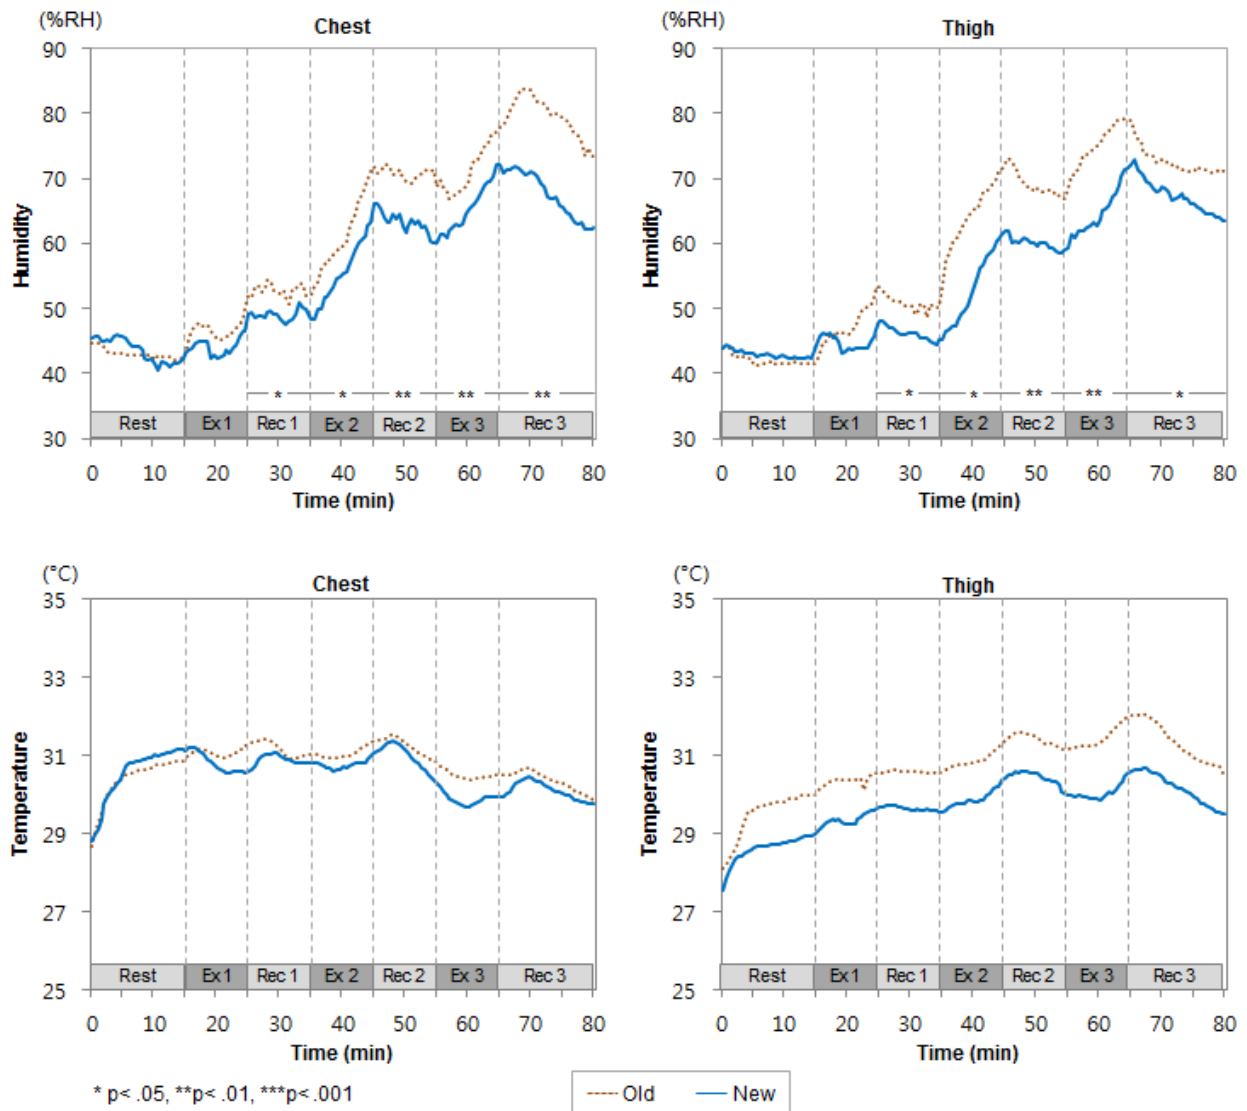 (%RH)
Chest
90
80
70
60
50
40
30
Humidity
* * ** ** **
Rest Ex 1 Rec 1 Ex 2 Rec 2 Ex 3 Rec 3
0 10 20 30 40 50 60 70 80
Time (min)
(%RH)
Thigh
90
80
70
60
50
40
30
Humidity
* * ** ** *
Rest Ex 1 Rec 1 Ex 2 Rec 2 Ex 3 Rec 3
0 10 20 30 40 50 60 70 80
Time (min)
(°C)
Chest
35
33
31
29
27
25
Temperature
Rest Ex 1 Rec 1 Ex 2 Rec 2 Ex 3 Rec 3
0 10 20 30 40 50 60 70 80
Time (min)
(°C)
Thigh
35
33
31
29
27
25
Temperature
Rest Ex 1 Rec 1 Ex 2 Rec 2 Ex 3 Rec 3
0 10 20 30 40 50 60 70 80
Time (min)
* p< .05, **p< .01, ***p< .001
Old New